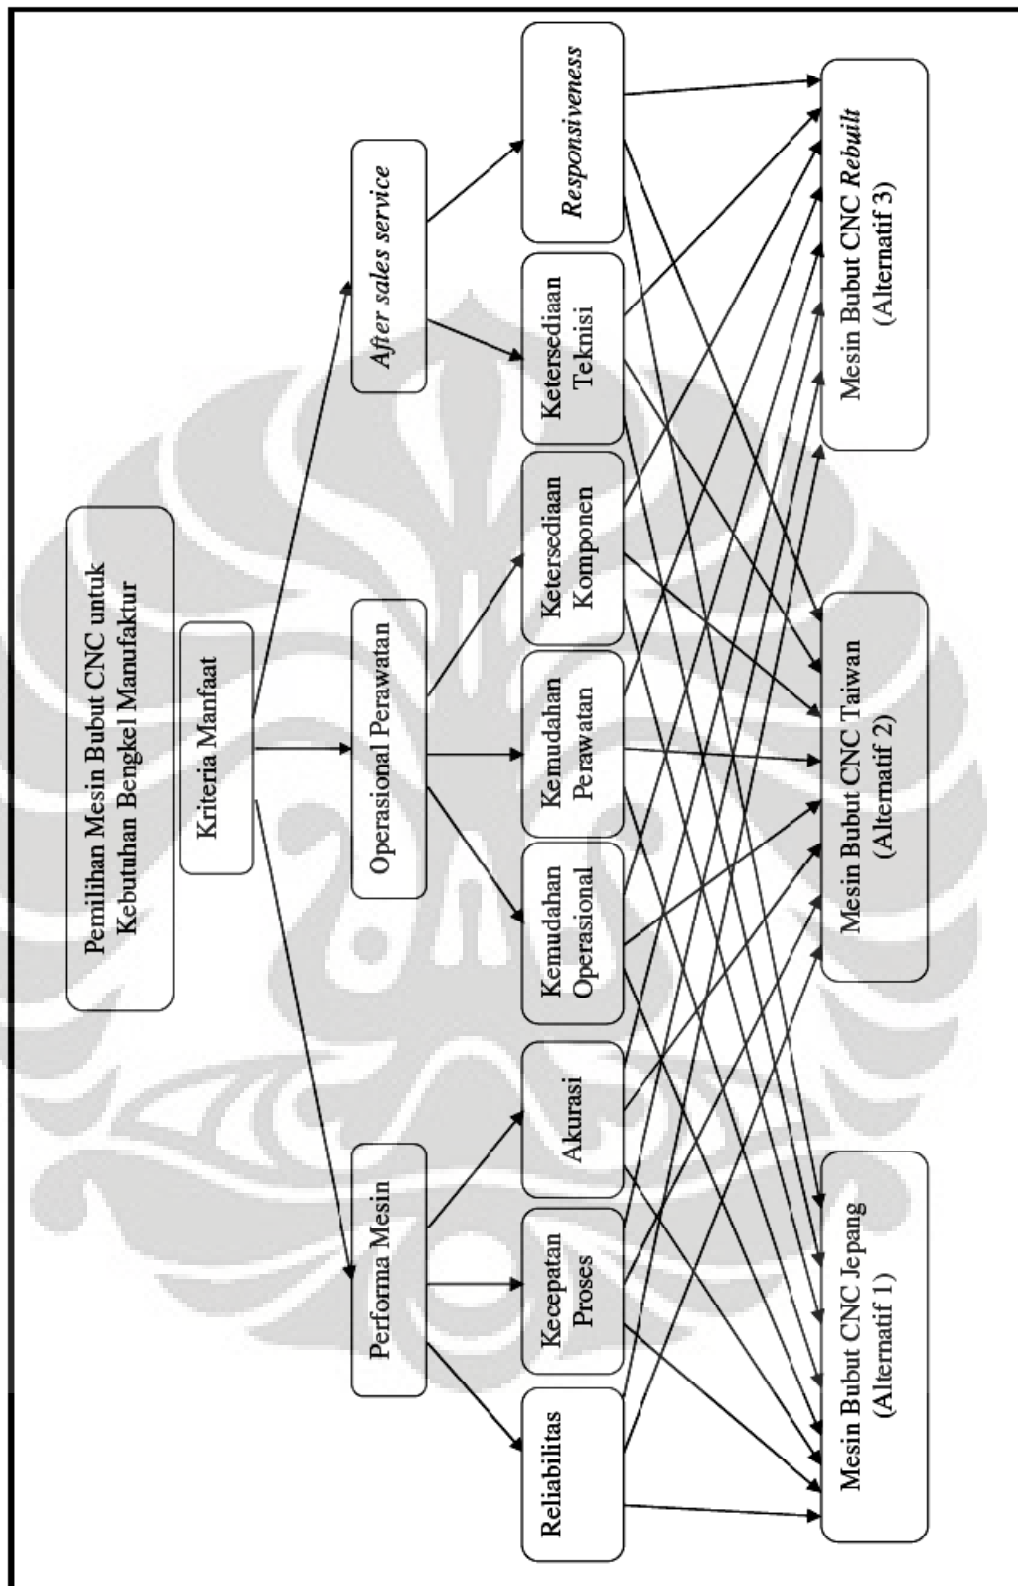 Pemilihan Mesin Bubut CNC untuk
Kebutuhan Bengkel Manufaktur
Kriteria Manfaat
Performa Mesin
Operasional Perawatan
After sales service
Reliabilitas
Kecepatan
Proses
Akurasi
Kemudahan
Operasional
Kemudahan
Perawatan
Ketersediaan
Komponen
Ketersediaan
Teknisi
Responsiveness
Mesin Bubut CNC Jepang
(Alternatif 1)
Mesin Bubut CNC Taiwan
(Alternatif 2)
Mesin Bubut CNC Rebuilt
(Alternatif 3)